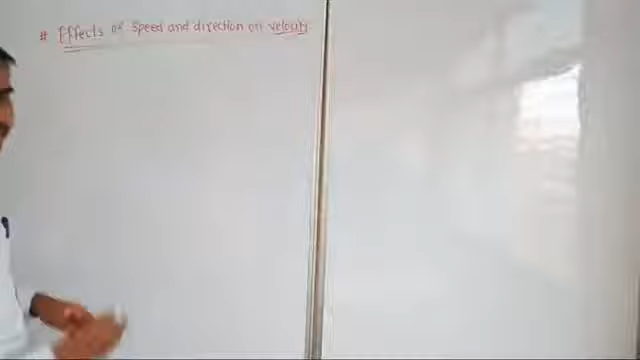 # Effects of speed and direction on velocity